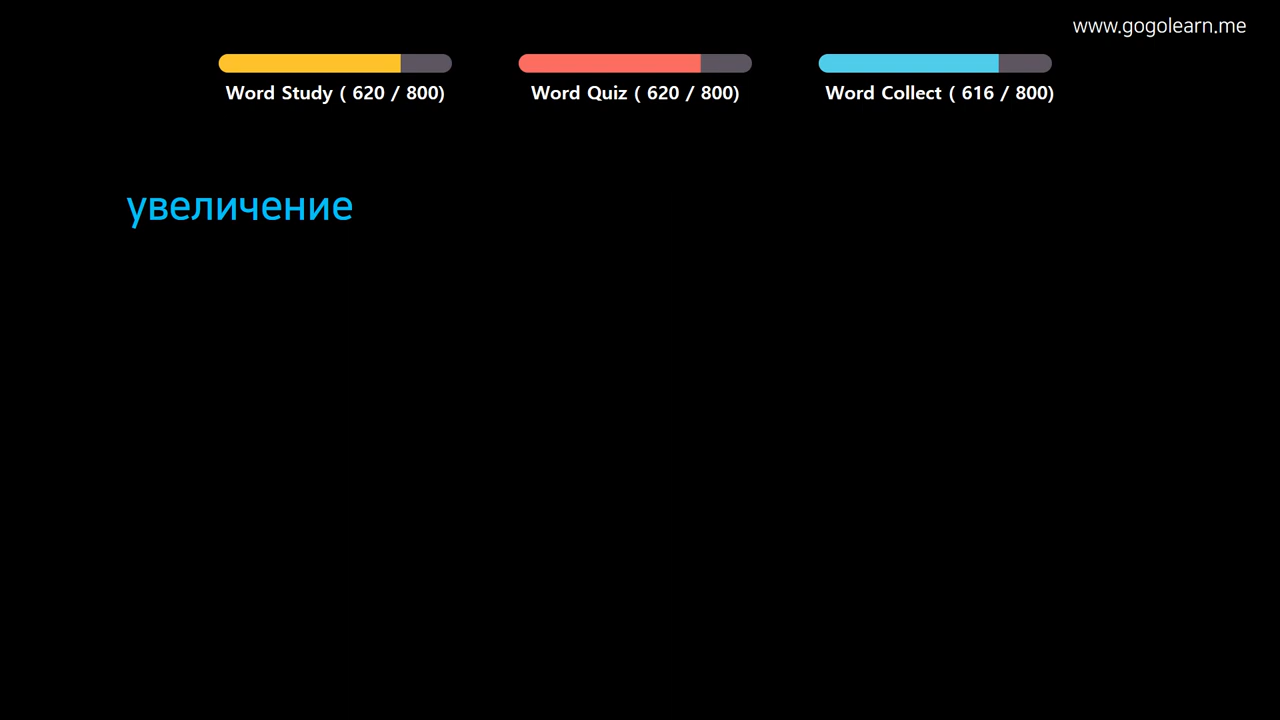 www.gogolearn.me
Word Study ( 620 / 800)
Word Quiz ( 620 / 800)
Word Collect ( 616 / 800)
увеличение